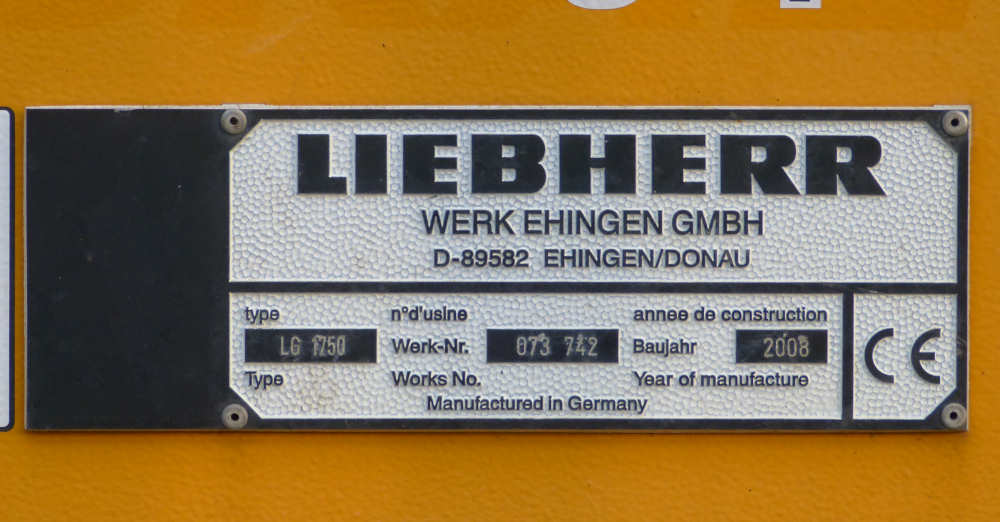 LIEBHERR
WERK EHINGEN GMBH
D-89582 EHINGEN/DONAU
type n°d'usine annee de construction
LG 1750 Werk-Nr. 073 742 Baujahr 2008
Type Works No. Year of manufacture
Manufactured in Germany
CE